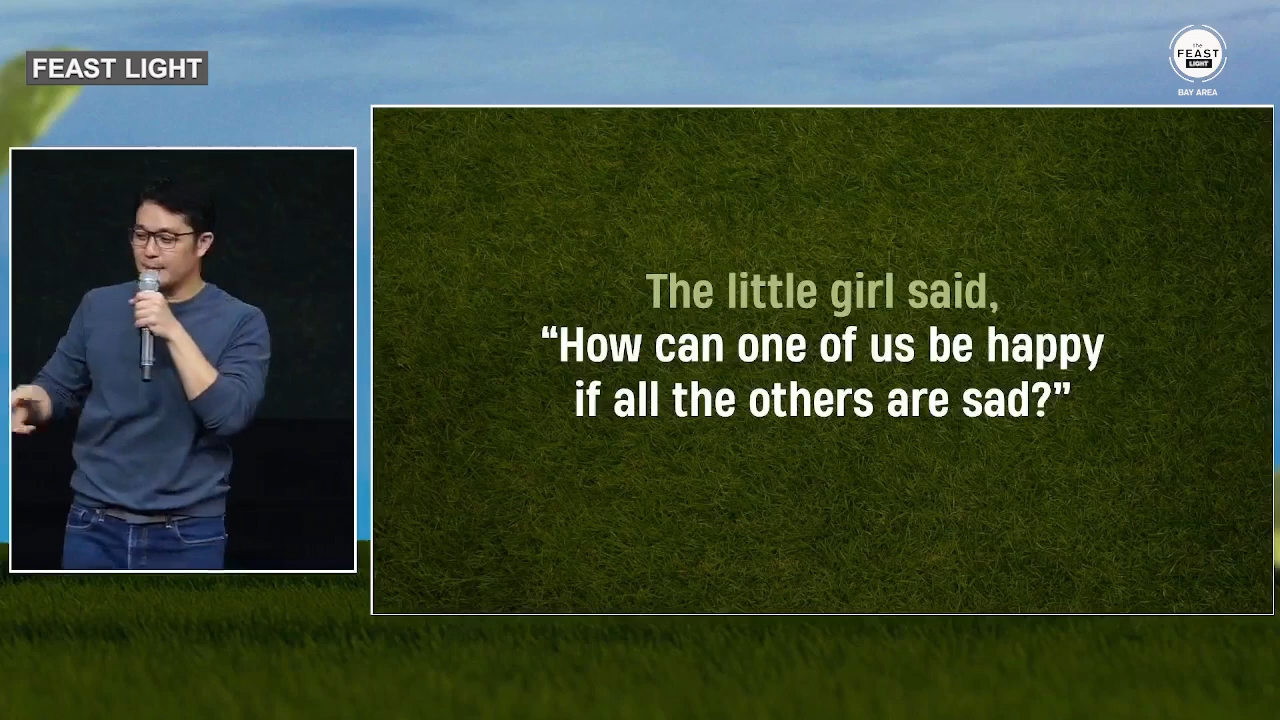 FEAST LIGHT
the
FEAST
LIGHT
BAY AREA
The little girl said,
“How can one of us be happy
if all the others are sad?”